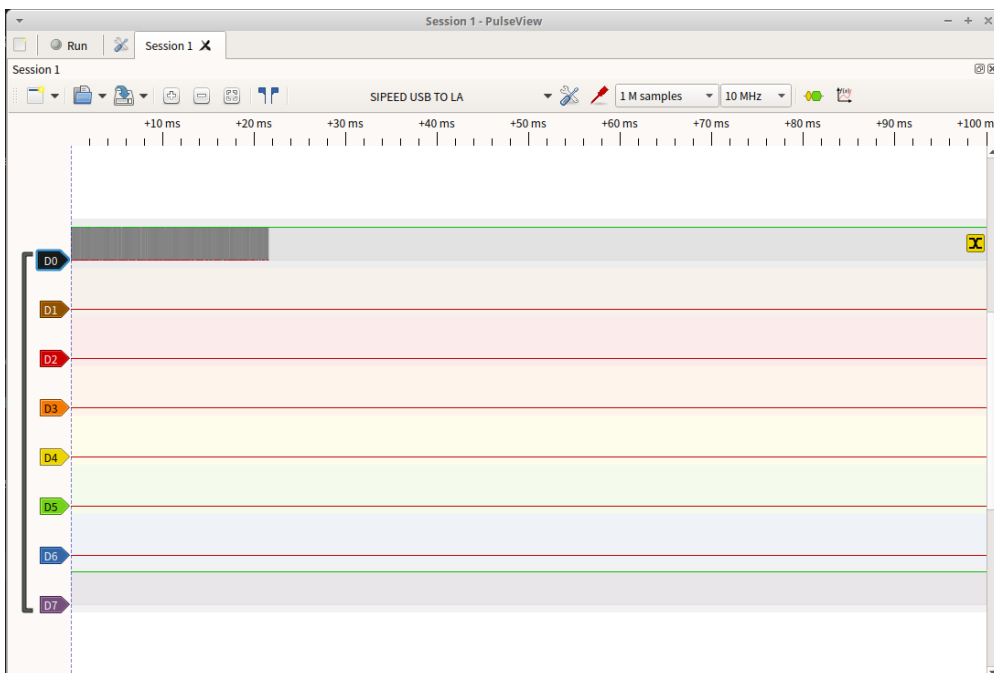 Session 1 - PulseView
Run
Session 1
Session 1
SIPEED USB TO LA
1 M samples
10 MHz
+10 ms +20 ms +30 ms +40 ms +50 ms +60 ms +70 ms +80 ms +90 ms +100 m
D0
D1
D2
D3
D4
D5
D6
D7